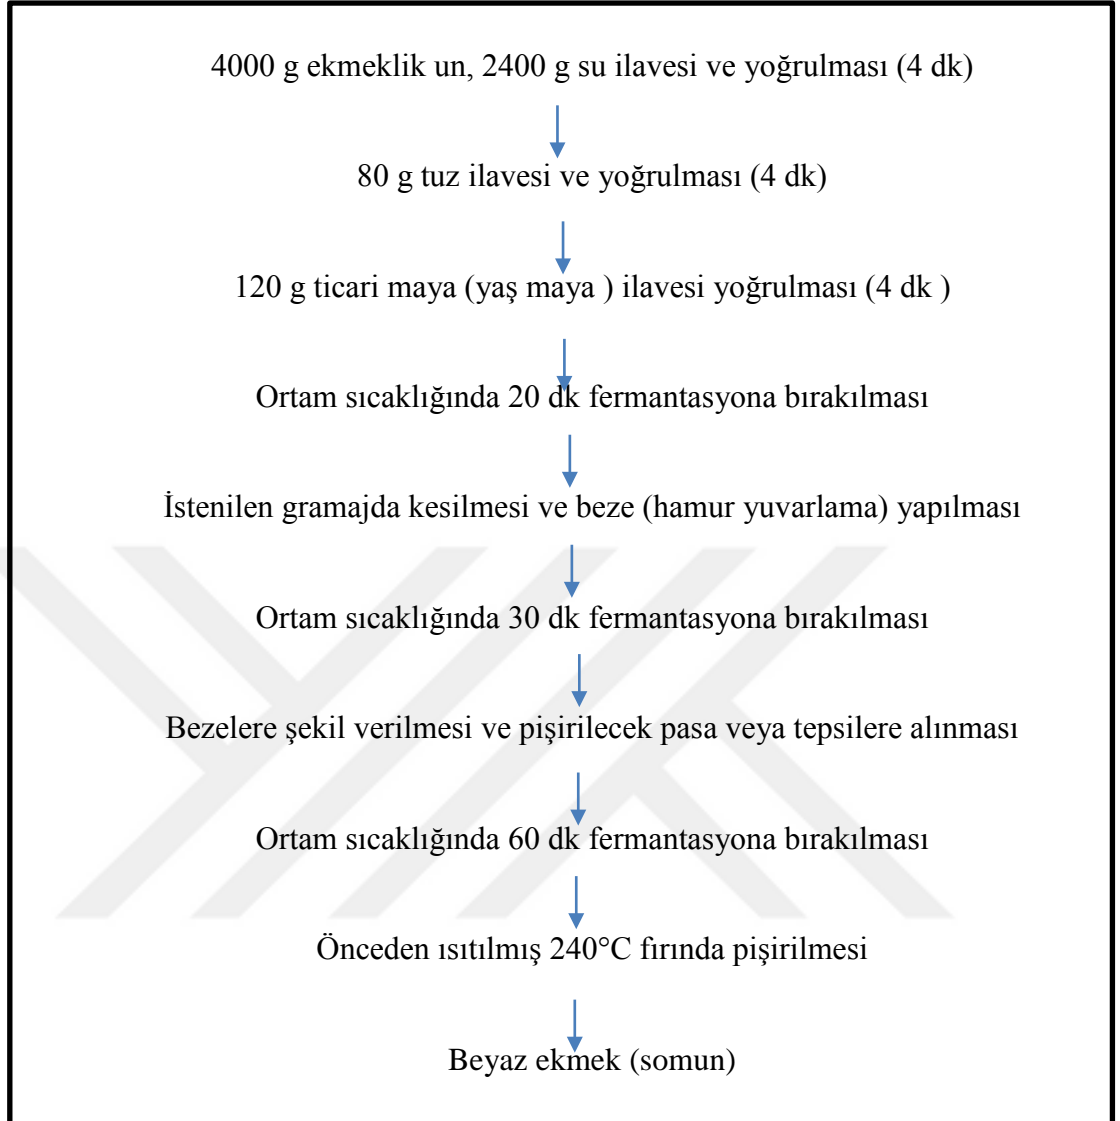 4000 g ekmeklik un, 2400 g su ilavesi ve yoğrulması (4 dk)
80 g tuz ilavesi ve yoğrulması (4 dk)
120 g ticari maya (yaş maya ) ilavesi yoğrulması (4 dk )
Ortam sıcaklığında 20 dk fermantasyona bırakılması
İstenilen gramajda kesilmesi ve beze (hamur yuvarlama) yapılması
Ortam sıcaklığında 30 dk fermantasyona bırakılması
Bezelere şekil verilmesi ve pişirilecek pasa veya tepsilere alınması
Ortam sıcaklığında 60 dk fermantasyona bırakılması
Önceden ısıtılmış 240°C fırında pişirilmesi
Beyaz ekmek (somun)